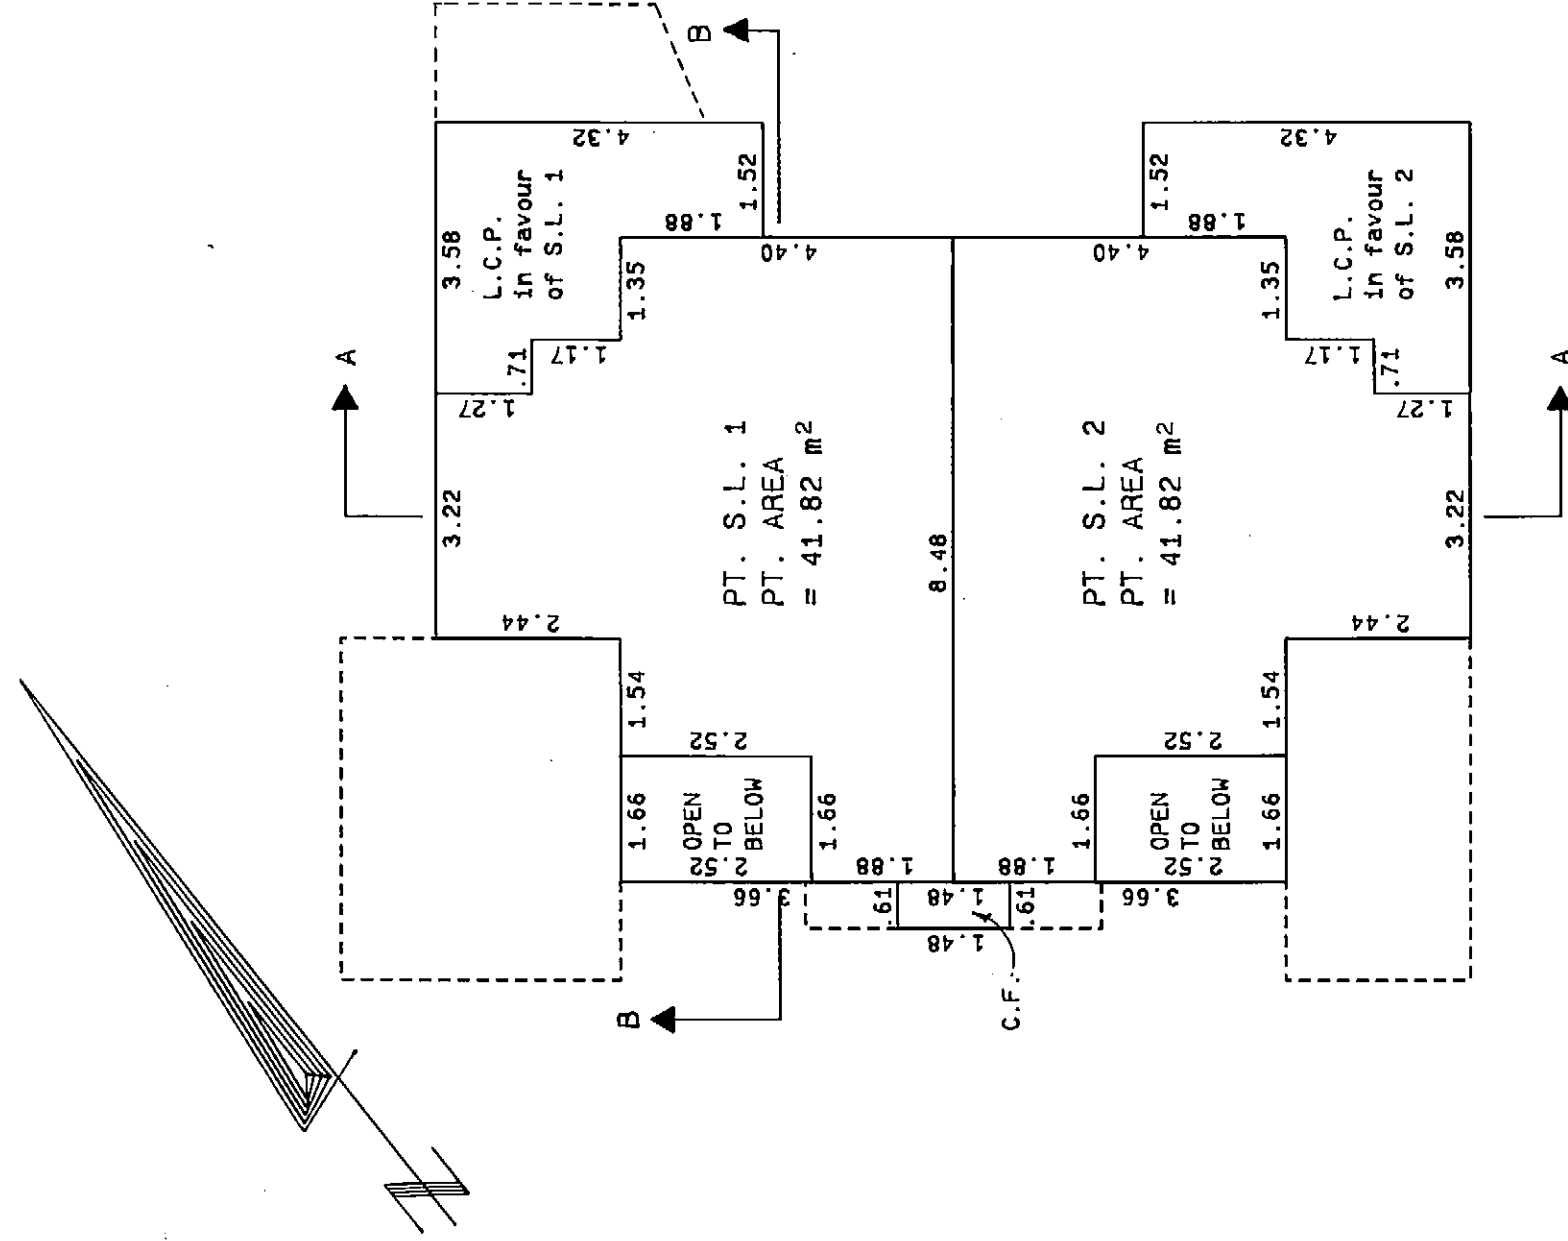 B
4.32
1.52
1.88
4.40
3.58
L.C.P.
in favour
of S.L. 1
1.35
1.17
.71
1.27
A
3.22
PT. S.L. 1
PT. AREA
= 41.82 m²
8.48
2.44
1.54
2.52
1.66
OPEN
TO
BELOW
1.66
2.52
1.88
3.66
.61
1.48
1.48
.61
C.F.
B
4.32
1.52
1.88
4.40
3.58
L.C.P.
in favour
of S.L. 2
1.35
1.17
.71
1.27
A
3.22
PT. S.L. 2
PT. AREA
= 41.82 m²
2.44
1.54
2.52
1.66
OPEN
TO
BELOW
1.66
2.52
1.88
3.66
N